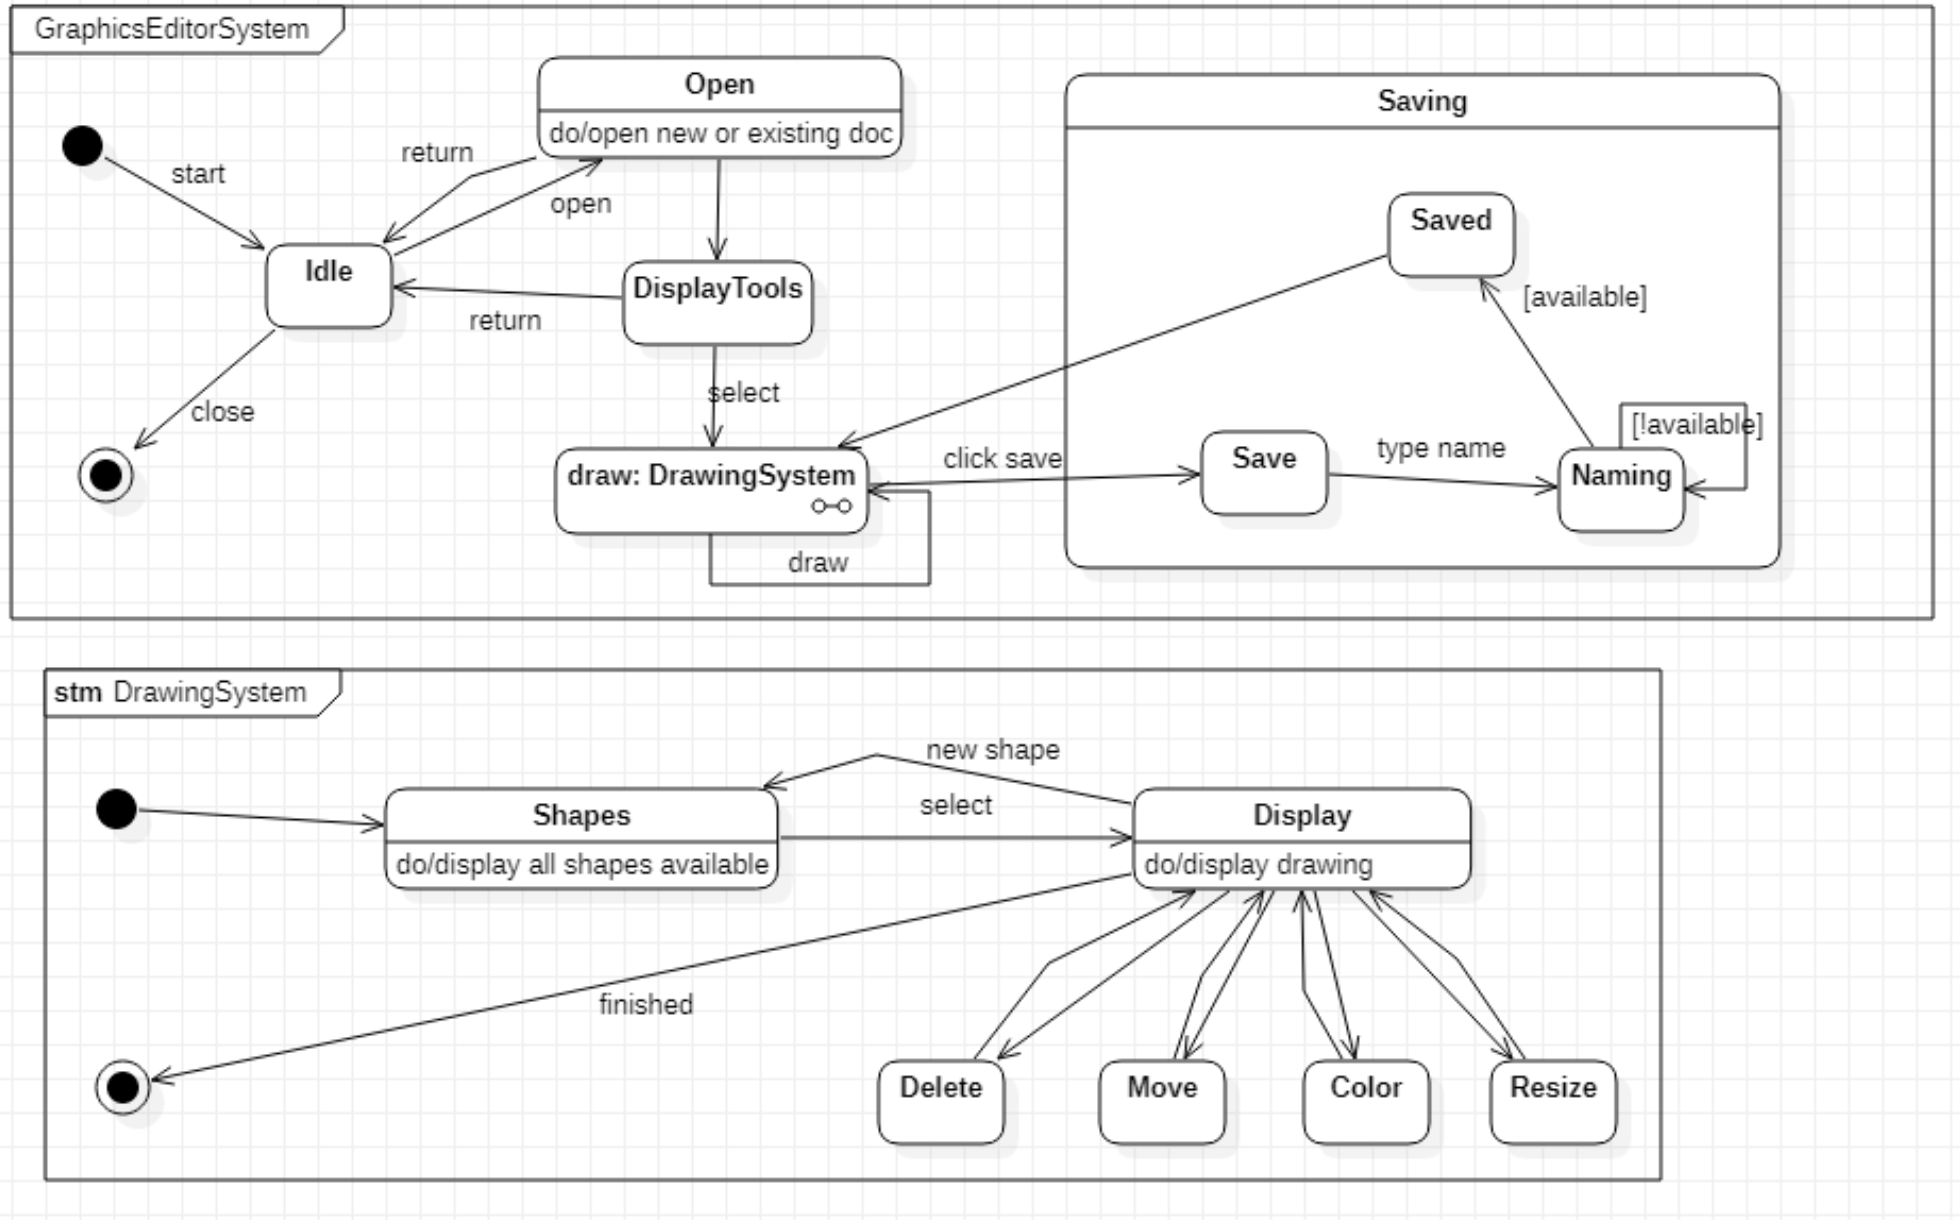 GraphicsEditorSystem
Open
do/open new or existing doc
return
start
open
Idle
DisplayTools
return
select
close
draw: DrawingSystem
draw
click save
Saving
Saved
[available]
[!available]
Save
type name
Naming
stm DrawingSystem
new shape
select
Shapes
do/display all shapes available
Display
do/display drawing
finished
Delete
Move
Color
Resize